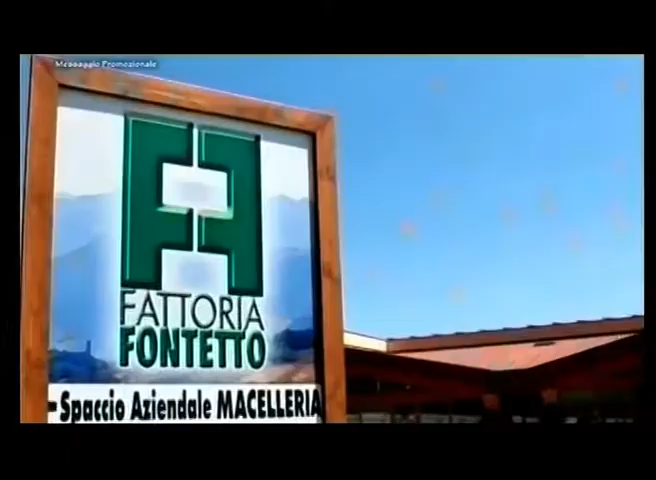 Messaggio Promozionale
FF
FATTORIA
FONTETTO
Spaccio Aziendale MACELLERIA